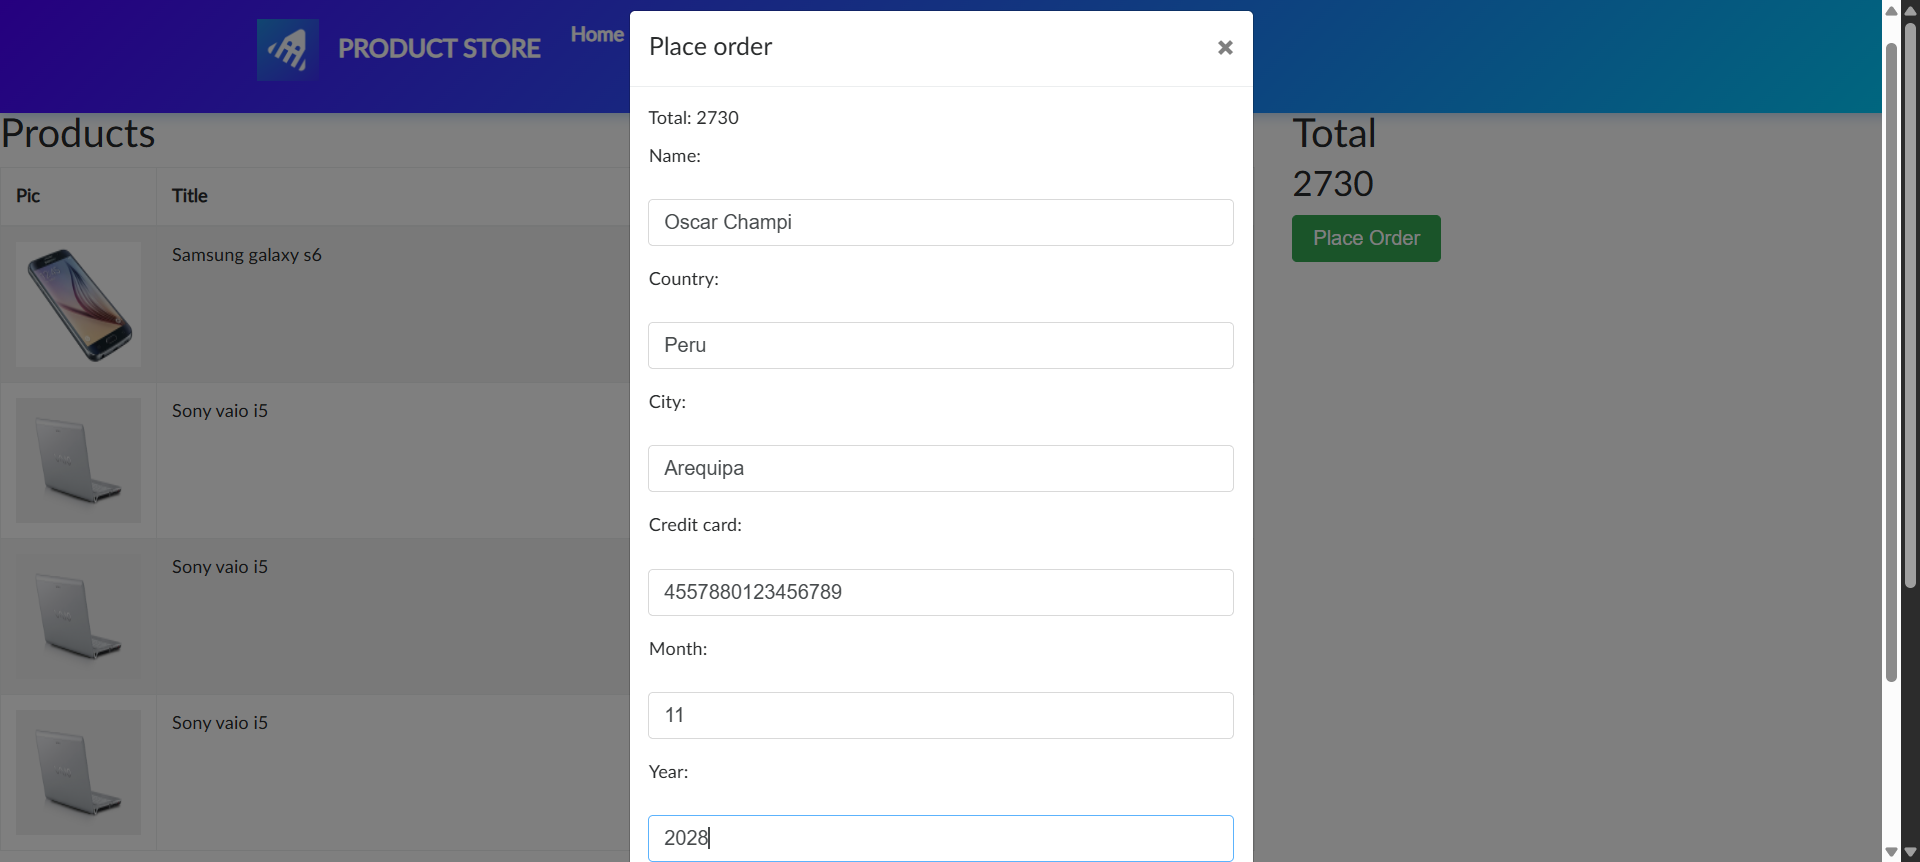 PRODUCT STORE
Home
Products
Pic
Title
Samsung galaxy s6
Sony vaio i5
Sony vaio i5
Sony vaio i5
Place order
×
Total: 2730
Name:
Oscar Champi
Country:
Peru
City:
Arequipa
Credit card:
4557880123456789
Month:
11
Year:
2028
Total
2730
Place Order